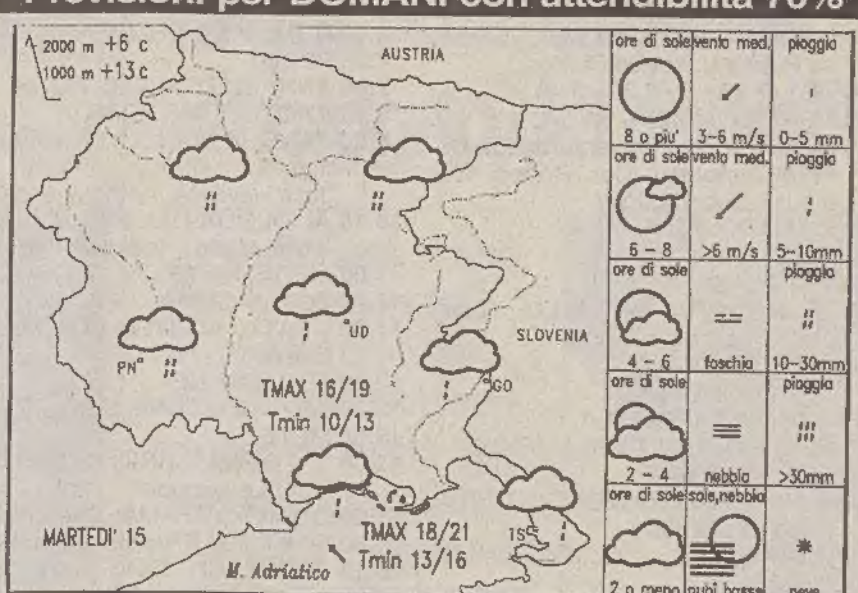 Previsioni per DOMANI con attendibilità 70%
2000 m +6 c
1000 m +13 c
AUSTRIA
SLOVENIA
PN
UD
GO
TS
TMAX 16/19
Tmin 10/13
TMAX 18/21
Tmin 13/16
MARTEDI' 15
M. Adriatico
ore di sole vento med. pioggia
8 o piu' 3-6 m/s 0-5 mm
ore di sole vento med. pioggia
6 - 8 >6 m/s 5-10mm
ore di sole pioggia
4 - 6 foschia 10-30mm
ore di sole pioggia
2 - 4 nebbia >30mm
ore di sole sole,nebbia
2 o meno nubi basse neve